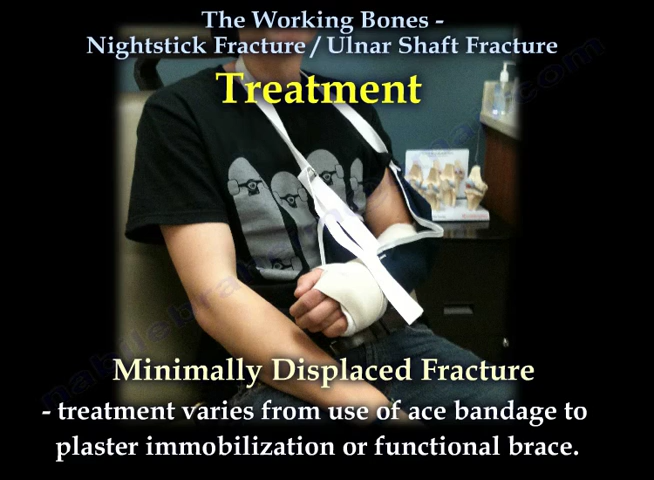 The Working Bones -
Nightstick Fracture / Ulnar Shaft Fracture
Treatment
Minimally Displaced Fracture
- treatment varies from use of ace bandage to
plaster immobilization or functional brace.